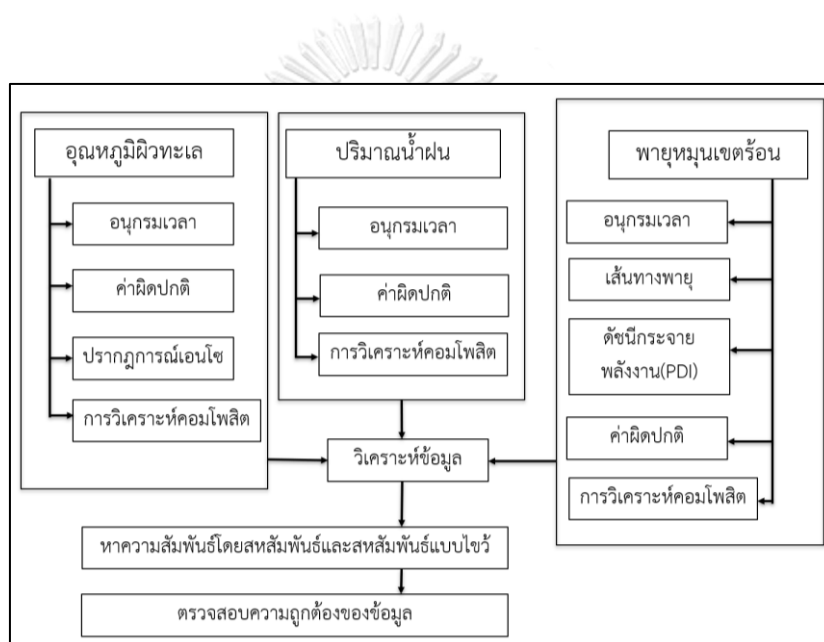 อุณหภูมิผิวทะเล
อนุกรมเวลา
ค่าผิดปกติ
ปรากฏการณ์เอนโซ
การวิเคราะห์คอมโพสิต
ปริมาณน้ำฝน
อนุกรมเวลา
ค่าผิดปกติ
การวิเคราะห์คอมโพสิต
พายุหมุนเขตร้อน
อนุกรมเวลา
เส้นทางพายุ
ดัชนีกระจาย
พลังงาน(PDI)
ค่าผิดปกติ
การวิเคราะห์คอมโพสิต
วิเคราะห์ข้อมูล
หาความสัมพันธ์โดยสหสัมพันธ์และสหสัมพันธ์แบบไขว้
ตรวจสอบความถูกต้องของข้อมูล